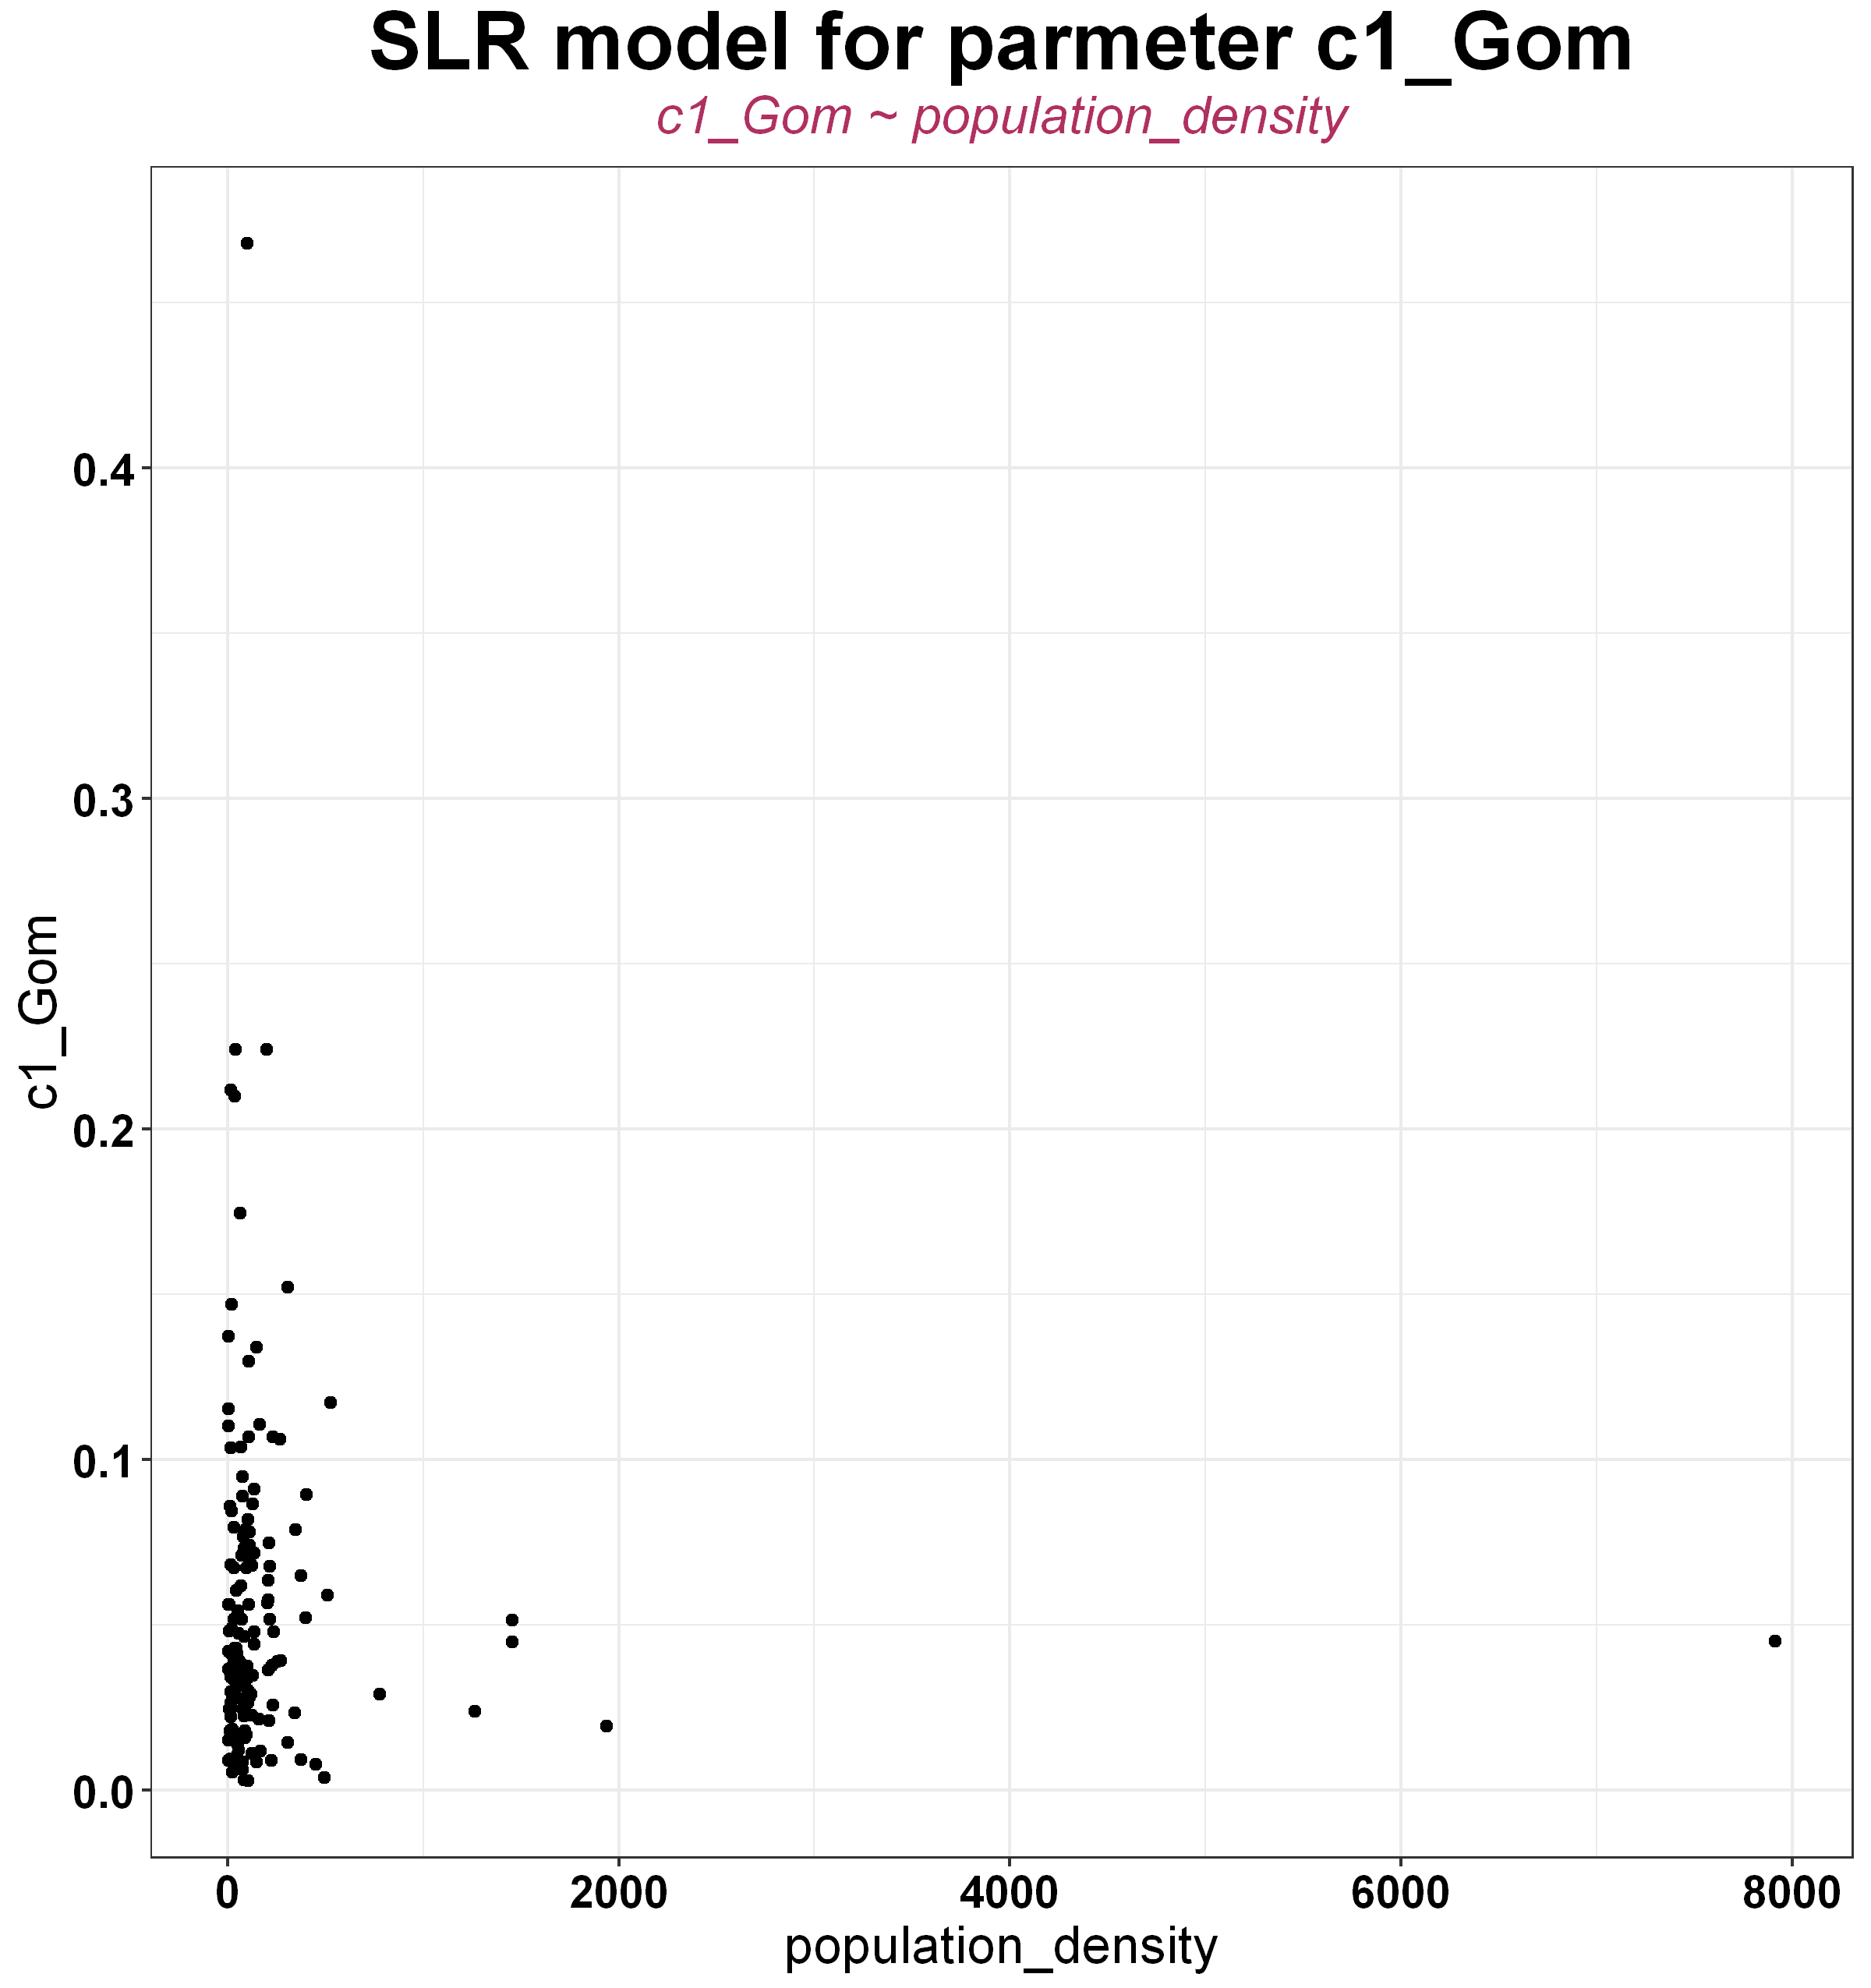 SLR model for parmeter c1_Gom
c1_Gom ~ population_density
0.4
0.3
0.2
0.1
0.0
c1_Gom
0 2000 4000 6000 8000
population_density